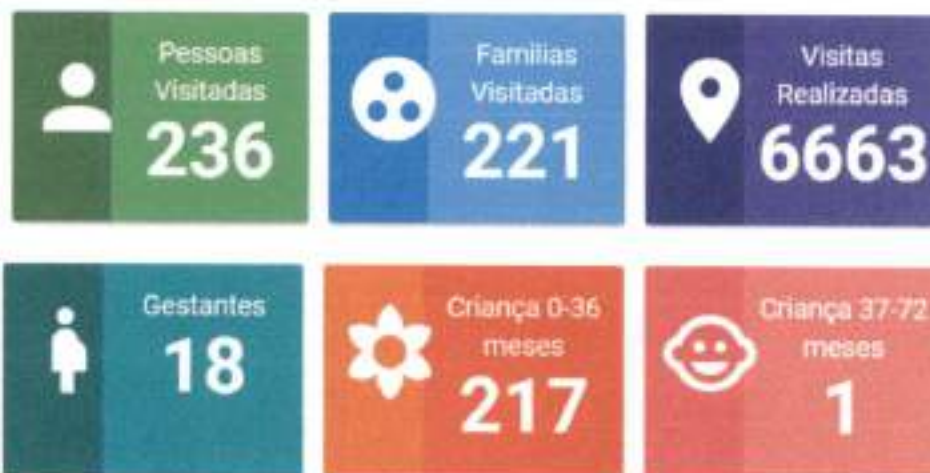 Pessoas
Visitadas
236
Famílias
Visitadas
221
Visitas
Realizadas
6663
Gestantes
18
Criança 0-36
meses
217
Criança 37-72
meses
1